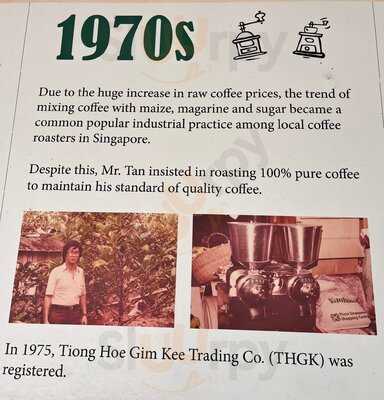 1970s
Due to the huge increase in raw coffee prices, the trend of
mixing coffee with maize, magarine and sugar became a
common popular industrial practice among local coffee
roasters in Singapore.
Despite this, Mr. Tan insisted in roasting 100% pure coffee
to maintain his standard of quality coffee.
In 1975, Tiong Hoe Gim Kee Trading Co. (THGK) was
registered.
sluurpy